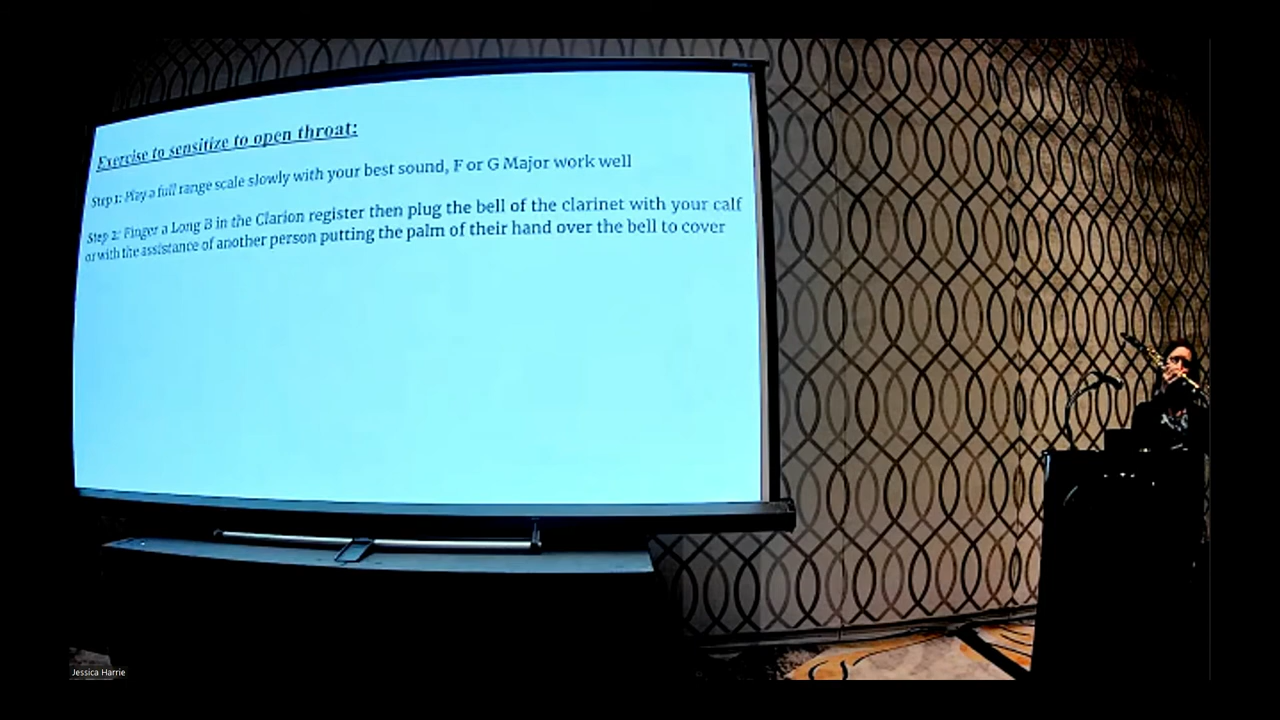 Exercise to sensitize to open throat:
Step 1: Play a full range scale slowly with your best sound, F or G Major work well
Step 2: Finger a Long B in the Clarion register then plug the bell of the clarinet with your calf
or with the assistance of another person putting the palm of their hand over the bell to cover
Jessica Harrie